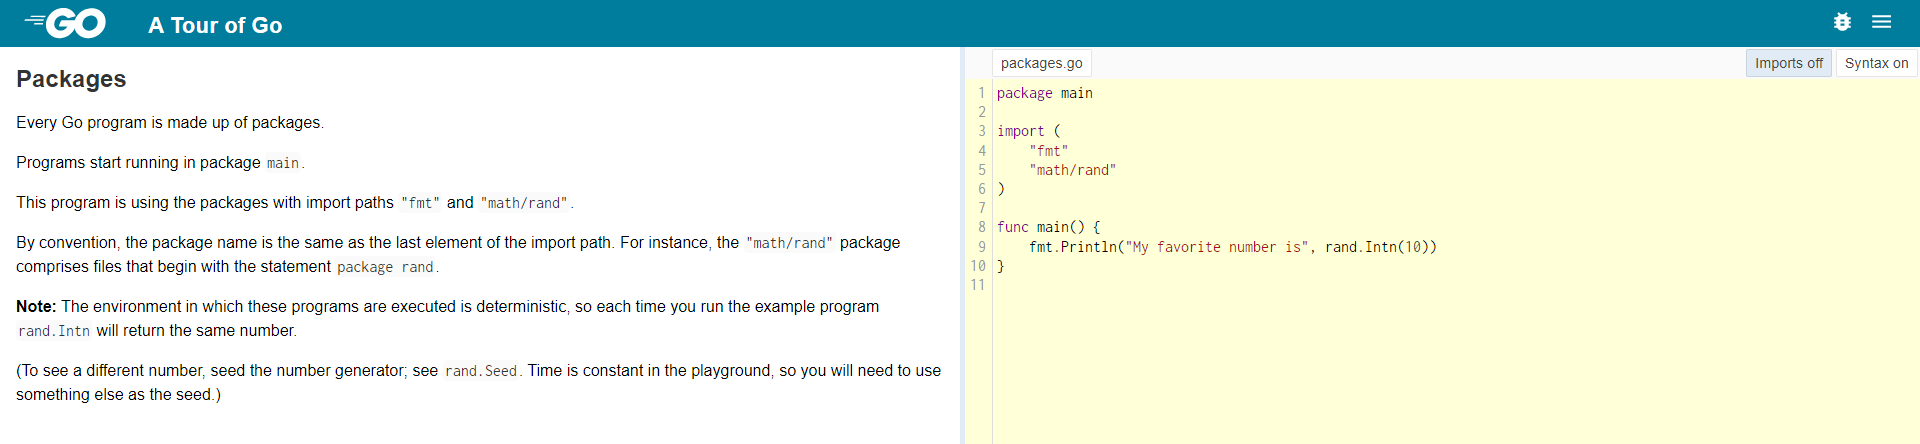 GO A Tour of Go
Packages
Every Go program is made up of packages.
Programs start running in package main.
This program is using the packages with import paths "fmt" and "math/rand".
By convention, the package name is the same as the last element of the import path. For instance, the "math/rand" package
comprises files that begin with the statement package rand.
Note: The environment in which these programs are executed is deterministic, so each time you run the example program
rand.Intn will return the same number.
(To see a different number, seed the number generator; see rand.Seed. Time is constant in the playground, so you will need to use
something else as the seed.)
packages.go Imports off Syntax on
1 package main
2
3 import (
4 "fmt"
5 "math/rand"
6 )
7
8 func main() {
9 fmt.Println("My favorite number is", rand.Intn(10))
10 }
11